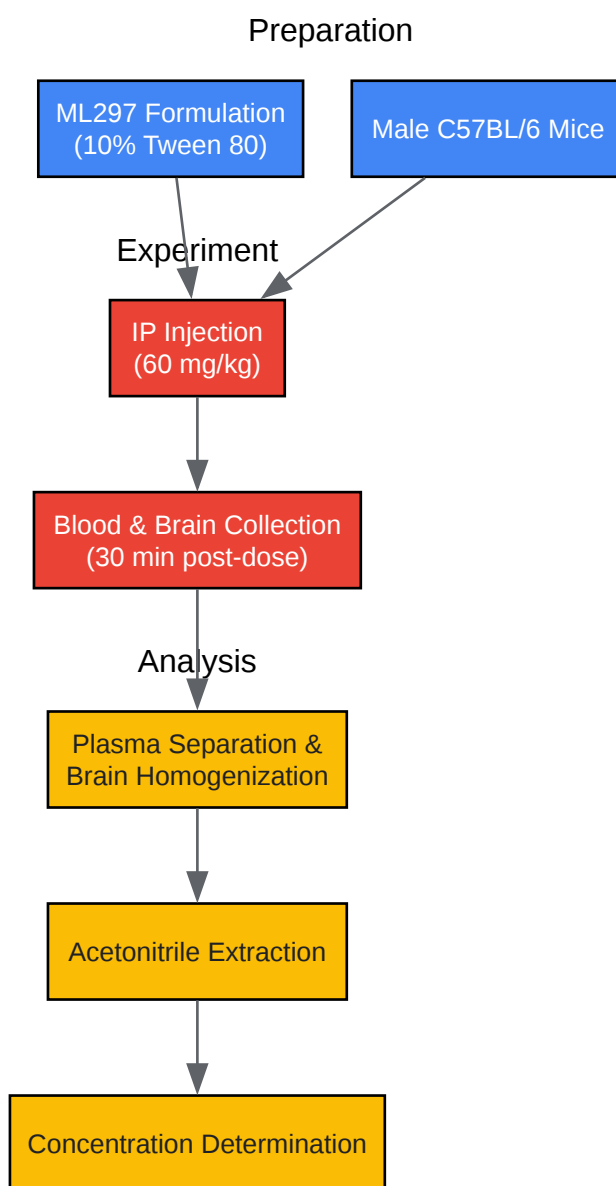 Preparation
ML297 Formulation
(10% Tween 80)
Male C57BL/6 Mice
Experiment
IP Injection
(60 mg/kg)
Blood & Brain Collection
(30 min post-dose)
Analysis
Plasma Separation &
Brain Homogenization
Acetonitrile Extraction
Concentration Determination